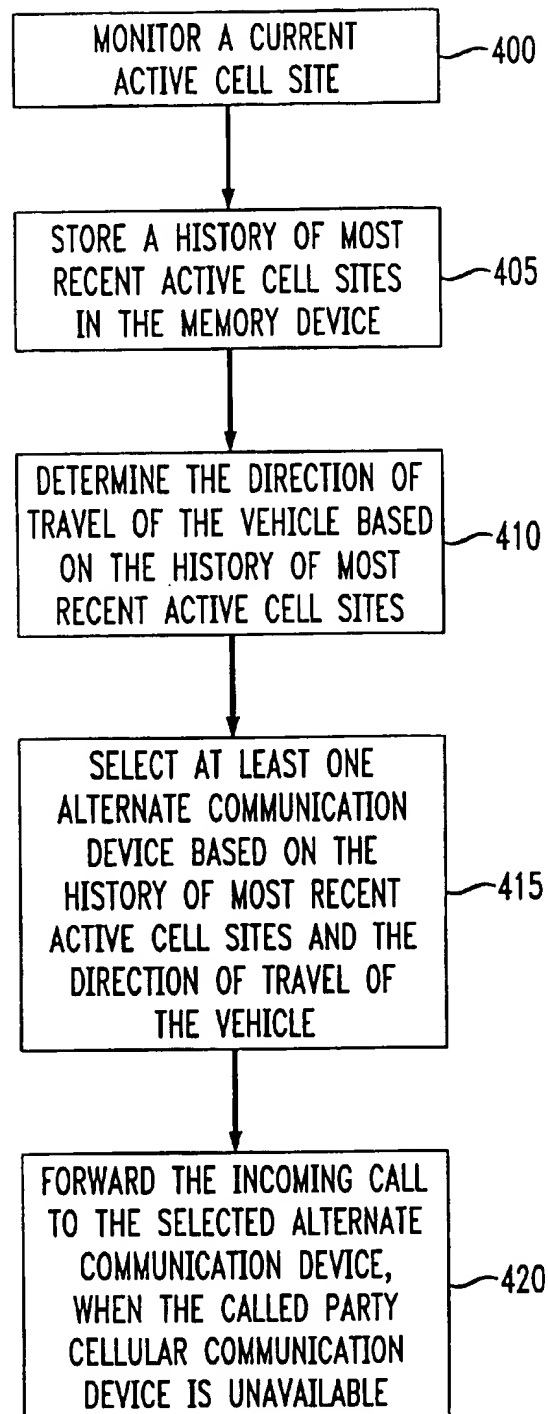 MONITOR A CURRENT
ACTIVE CELL SITE
400
STORE A HISTORY OF MOST
RECENT ACTIVE CELL SITES
IN THE MEMORY DEVICE
405
DETERMINE THE DIRECTION OF
TRAVEL OF THE VEHICLE BASED
ON THE HISTORY OF MOST
RECENT ACTIVE CELL SITES
410
SELECT AT LEAST ONE
ALTERNATE COMMUNICATION
DEVICE BASED ON THE
HISTORY OF MOST RECENT
ACTIVE CELL SITES AND THE
DIRECTION OF TRAVEL OF
THE VEHICLE
415
FORWARD THE INCOMING CALL
TO THE SELECTED ALTERNATE
COMMUNICATION DEVICE,
WHEN THE CALLED PARTY
CELLULAR COMMUNICATION
DEVICE IS UNAVAILABLE
420